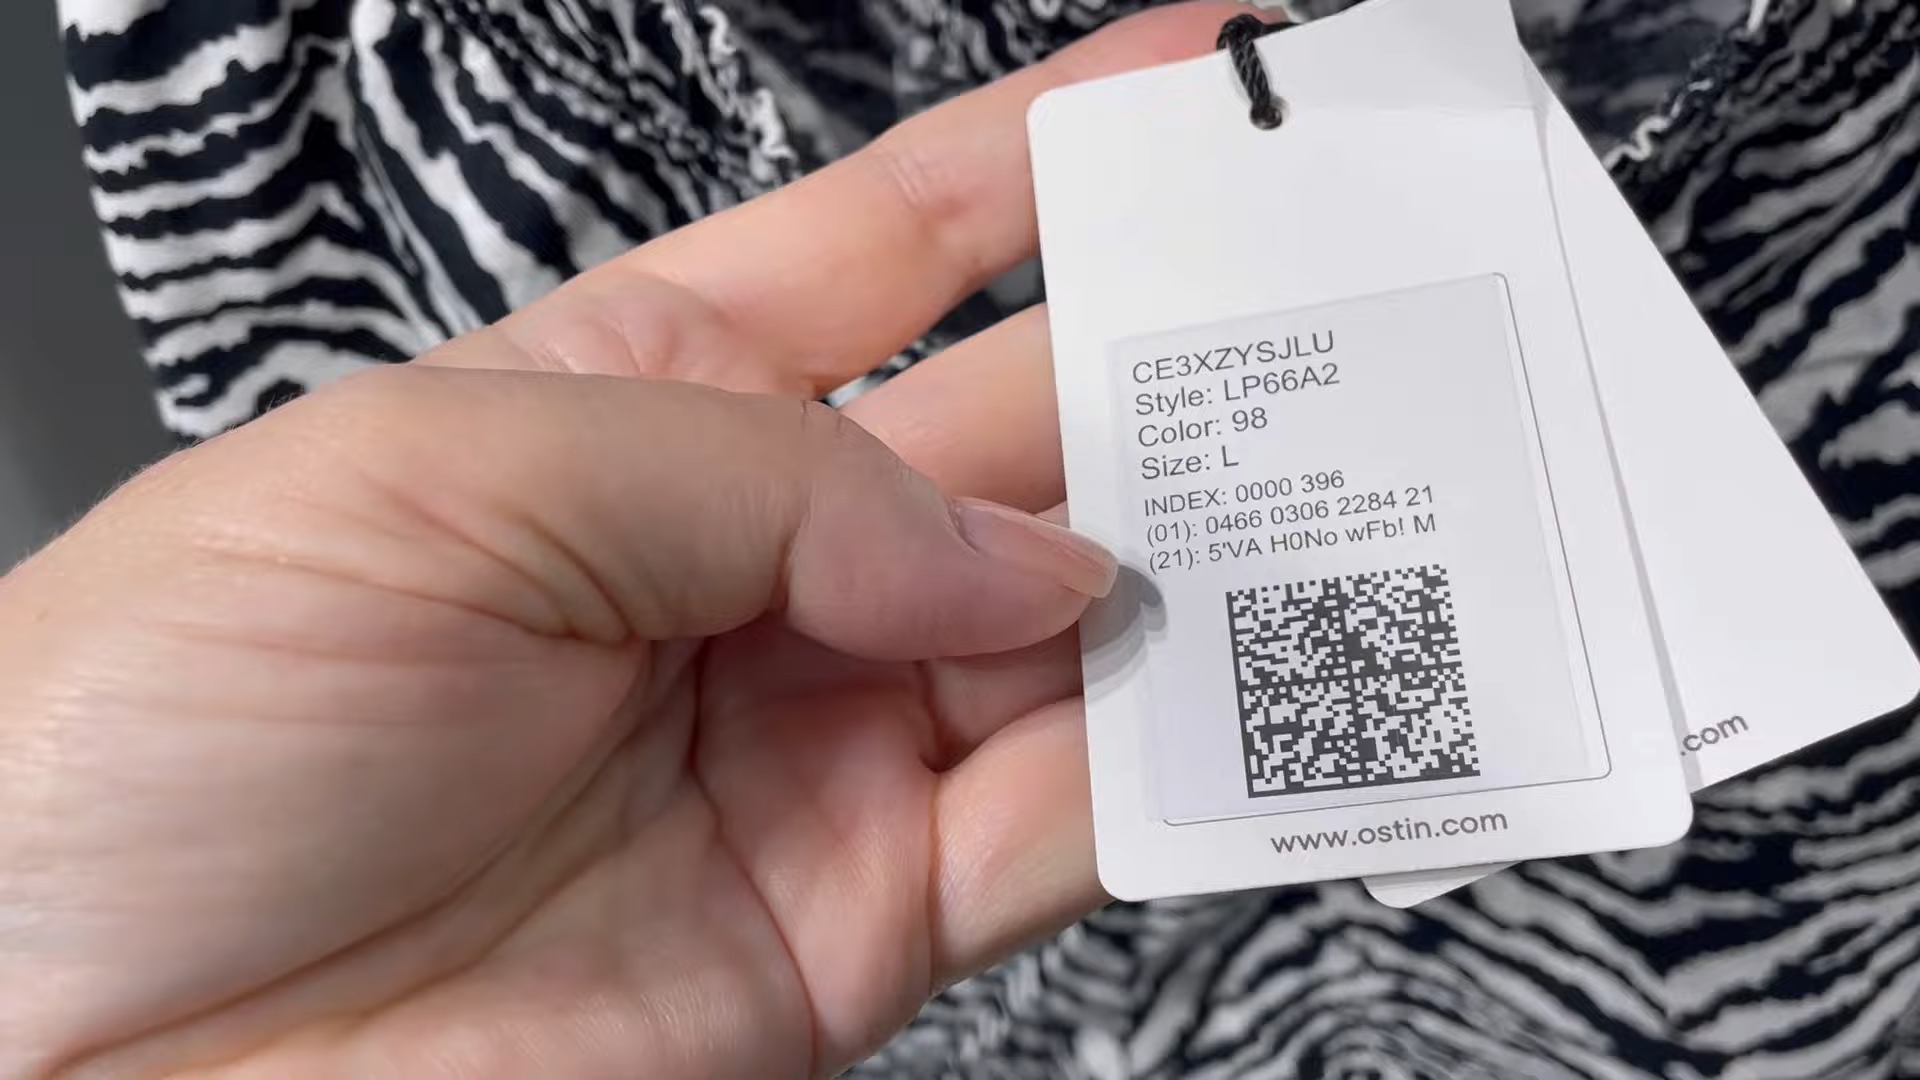 CE3XZYSJLU
Style: LP66A2
Color: 98
Size: L
INDEX: 0000 396
(01): 0466 0306 2284 21
(21): 5'VA H0No wFb! M
www.ostin.com
.com